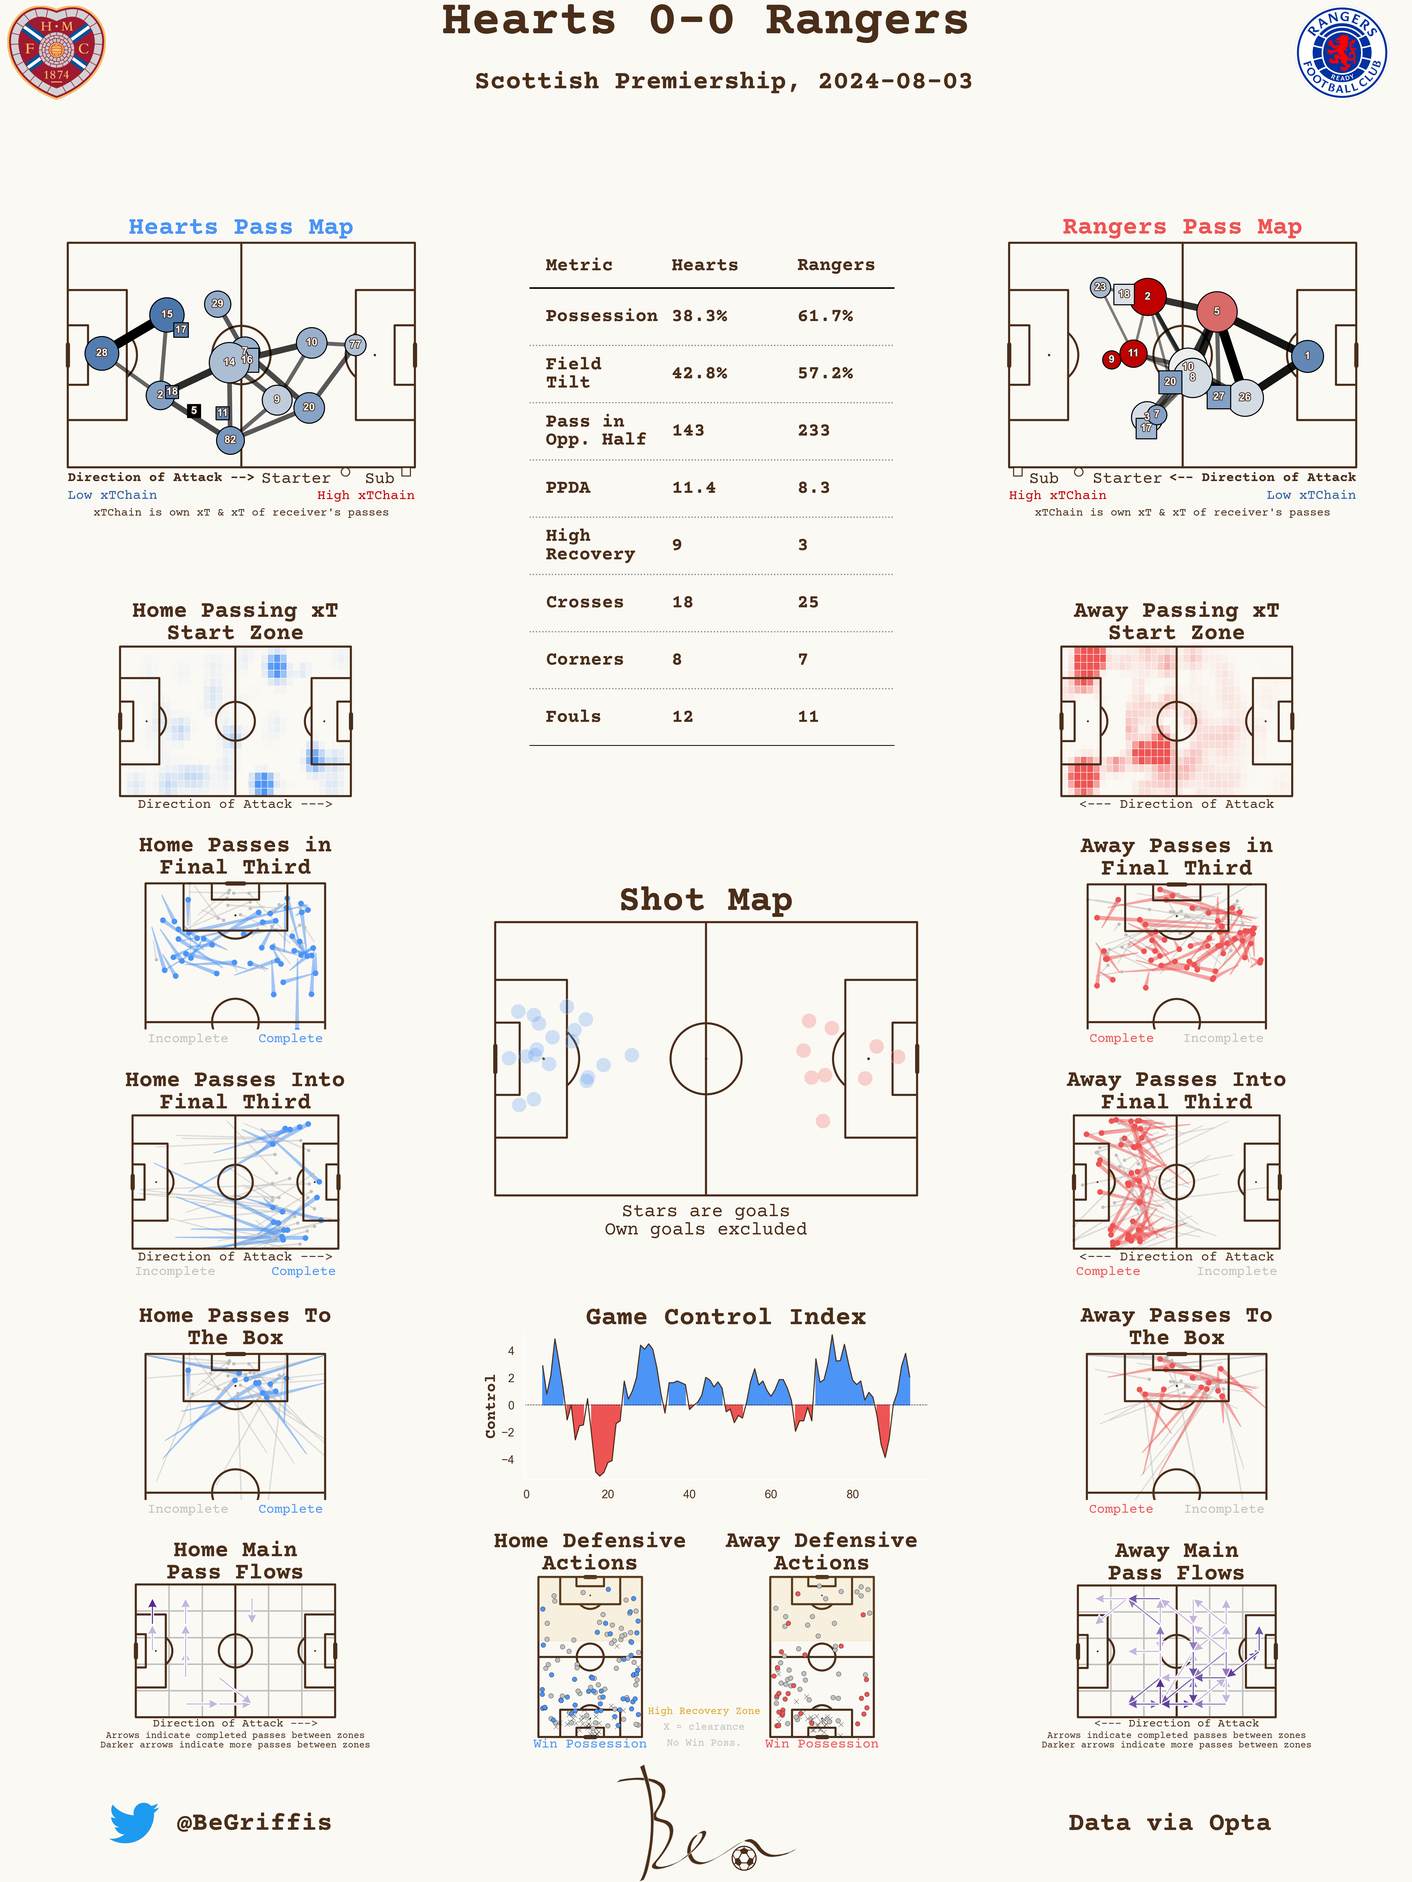 Hearts 0-0 Rangers
Scottish Premiership, 2024-08-03
H M
F C
1874
RANGERS
READY
FOOTBALL CLUB
Hearts Pass Map
15
29
17
28
7
16
14
10
77
2
18
5
11
9
20
82
Direction of Attack --> Starter Sub
Low xTChain High xTChain
xTChain is own xT & xT of receiver's passes
Metric Hearts Rangers
Possession 38.3% 61.7%
Field
Tilt 42.8% 57.2%
Pass in
Opp. Half 143 233
PPDA 11.4 8.3
High
Recovery 9 3
Crosses 18 25
Corners 8 7
Fouls 12 11
Rangers Pass Map
23
18
2
5
9
11
1
10
8
20
27
26
3
7
17
Sub Starter <-- Direction of Attack
High xTChain Low xTChain
xTChain is own xT & xT of receiver's passes
Home Passing xT
Start Zone
Direction of Attack --->
Away Passing xT
Start Zone
<--- Direction of Attack
Home Passes in
Final Third
Incomplete Complete
Away Passes in
Final Third
Complete Incomplete
Shot Map
Stars are goals
Own goals excluded
Home Passes Into
Final Third
Direction of Attack --->
Incomplete Complete
Away Passes Into
Final Third
<--- Direction of Attack
Complete Incomplete
Home Passes To
The Box
Incomplete Complete
Game Control Index
Control
4
2
0
−2
−4
0 20 40 60 80
Away Passes To
The Box
Complete Incomplete
Home Main
Pass Flows
Direction of Attack --->
Arrows indicate completed passes between zones
Darker arrows indicate more passes between zones
Home Defensive
Actions
Win Possession
High Recovery Zone
X = clearance
No Win Poss.
Away Defensive
Actions
Win Possession
Away Main
Pass Flows
<--- Direction of Attack
Arrows indicate completed passes between zones
Darker arrows indicate more passes between zones
@BeGriffis
Ben
Data via Opta